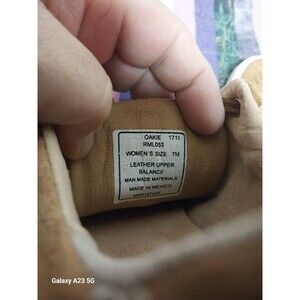 OAKIE 1711
RML053
WOMEN'S SIZE 7M
LEATHER UPPER
BALANCE
MAN MADE MATERIALS
MADE IN MEXICO
Galaxy A23 5G